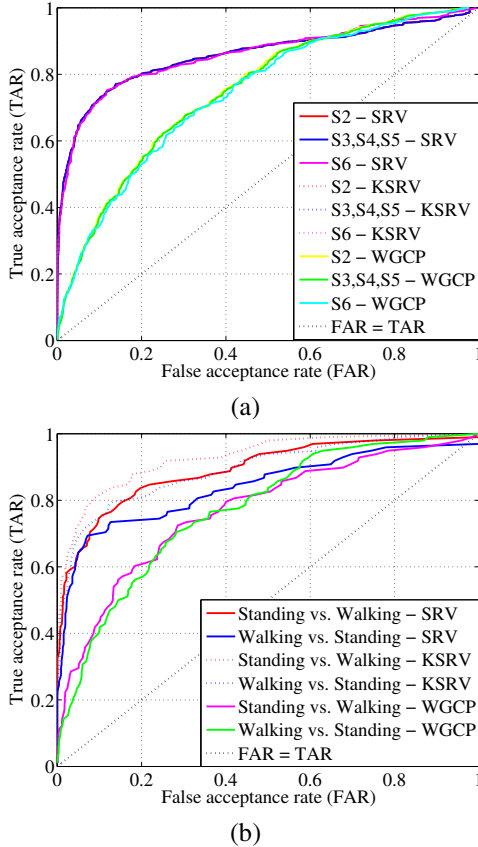 1
0.8
0.6
0.4
0.2
0
True acceptance rate (TAR)
S2 − SRV
S3,S4,S5 − SRV
S6 − SRV
S2 − KSRV
S3,S4,S5 − KSRV
S6 − KSRV
S2 − WGCP
S3,S4,S5 − WGCP
S6 − WGCP
FAR = TAR
0 0.2 0.4 0.6 0.8 1
False acceptance rate (FAR)
(a)
1
0.8
0.6
0.4
0.2
0
True acceptance rate (TAR)
Standing vs. Walking − SRV
Walking vs. Standing − SRV
Standing vs. Walking − KSRV
Walking vs. Standing − KSRV
Standing vs. Walking − WGCP
Walking vs. Standing − WGCP
FAR = TAR
0 0.2 0.4 0.6 0.8 1
False acceptance rate (FAR)
(b)